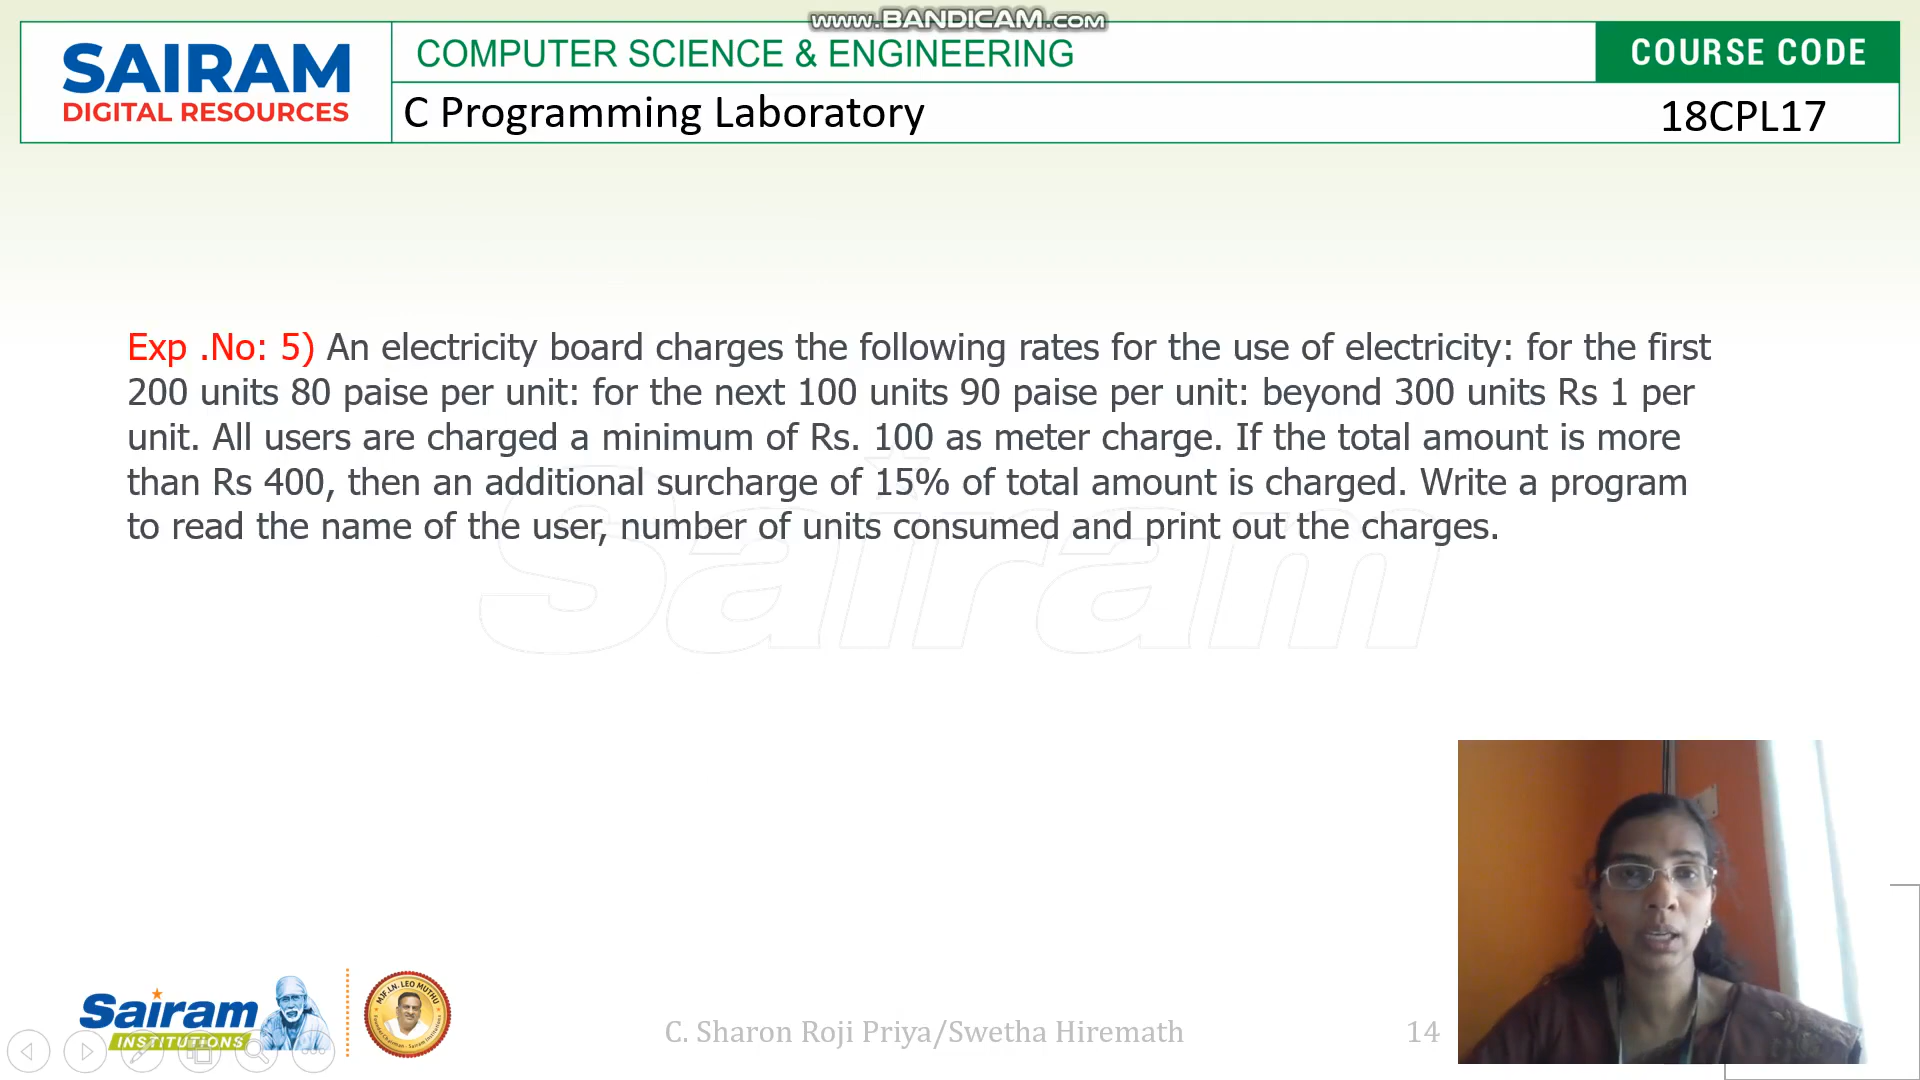 www.BANDICAM.com
SAIRAM
DIGITAL RESOURCES
COMPUTER SCIENCE & ENGINEERING
COURSE CODE
C Programming Laboratory
18CPL17
Exp .No: 5) An electricity board charges the following rates for the use of electricity: for the first
200 units 80 paise per unit: for the next 100 units 90 paise per unit: beyond 300 units Rs 1 per
unit. All users are charged a minimum of Rs. 100 as meter charge. If the total amount is more
than Rs 400, then an additional surcharge of 15% of total amount is charged. Write a program
to read the name of the user, number of units consumed and print out the charges.
Sairam
Sairam
INSTITUTIONS
MJF.LN. LEO MUTHU
C. Sharon Roji Priya/Swetha Hiremath
14